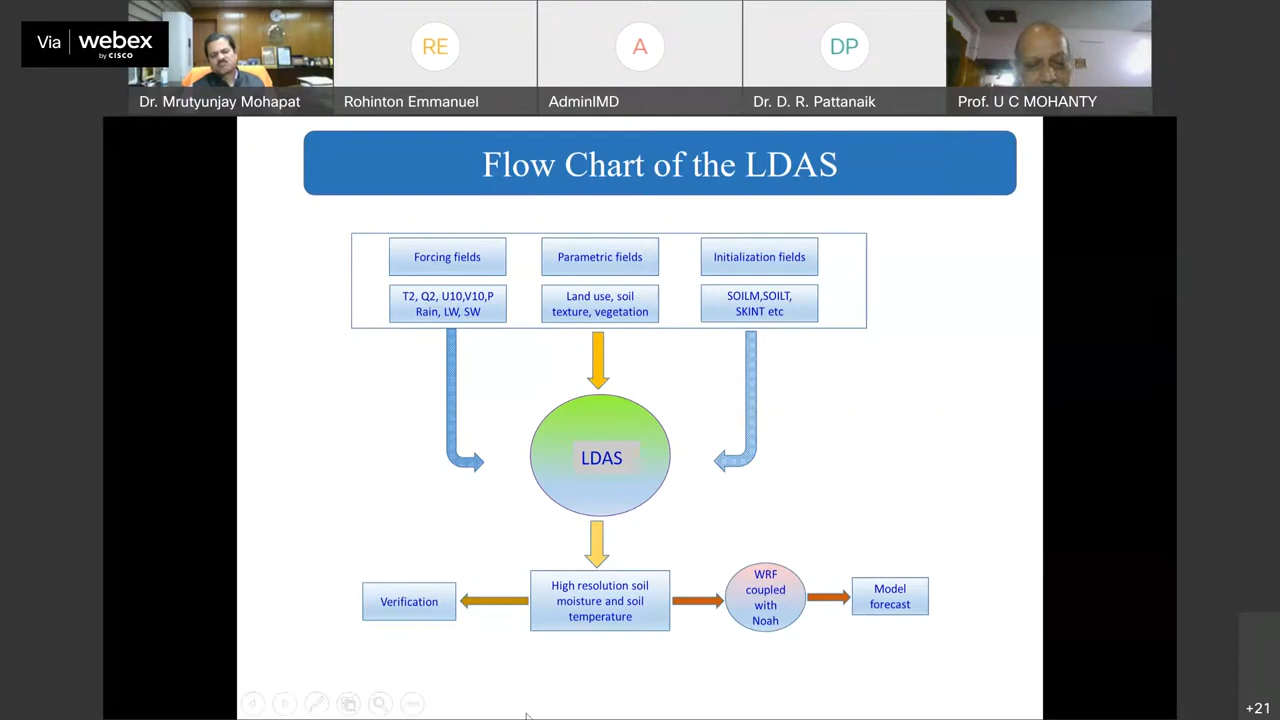 Via webex
by CISCO
RE
A
DP
Dr. Mrutyunjay Mohapat
Rohinton Emmanuel
AdminIMD
Dr. D. R. Pattanaik
Prof. U C MOHANTY
Flow Chart of the LDAS
Forcing fields
Parametric fields
Initialization fields
T2, Q2, U10,V10,P
Rain, LW, SW
Land use, soil
texture, vegetation
SOILM,SOILT,
SKINT etc
LDAS
Verification
High resolution soil
moisture and soil
temperature
WRF
coupled
with
Noah
Model
forecast
+21